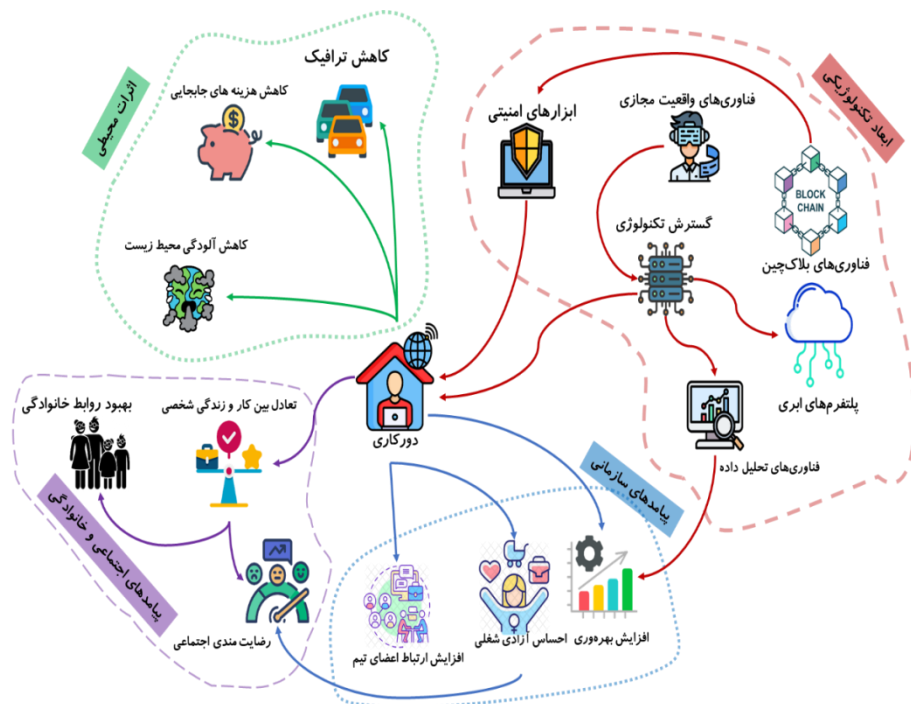 ابعاد تکنولوژیکی
فناوری‌های واقعیت مجازی
ابزارهای امنیتی
BLOCK
CHAIN
فناوری‌های بلاک‌چین
گسترش تکنولوژی
پلتفرم‌های ابری
فناوری‌های تحلیل داده
اثرات محیطی
کاهش ترافیک
کاهش هزینه های جابجایی
کاهش آلودگی محیط زیست
دورکاری
تعادل بین کار و زندگی شخصی
بهبود روابط خانوادگی
پیامدهای اجتماعی و خانوادگی
رضایت مندی اجتماعی
پیامدهای سازمانی
افزایش بهره‌وری
احساس آزادی شغلی
افزایش ارتباط اعضای تیم